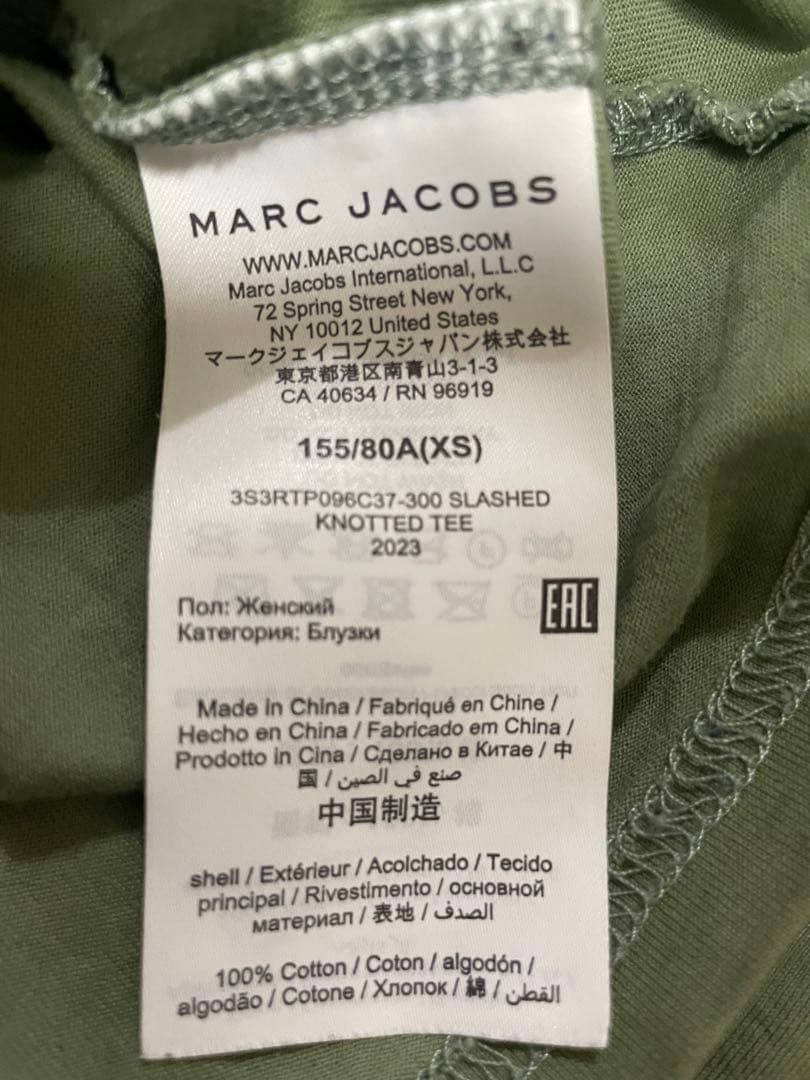 MARC JACOBS
WWW.MARCJACOBS.COM
Marc Jacobs International, L.L.C
72 Spring Street New York,
NY 10012 United States
マークジェイコブスジャパン株式会社
東京都港区南青山3-1-3
CA 40634 / RN 96919
155/80A(XS)
3S3RTP096C37-300 SLASHED
KNOTTED TEE
2023
Пол: Женский
Категория: Блузки
EAC
Made in China / Fabriqué en Chine /
Hecho en China / Fabricado em China /
Prodotto in Cina / Сделано в Китае / 中
国 / صنع في الصين
中国制造
shell / Extérieur / Acolchado / Tecido
principal / Rivestimento / основной
материал / 表地 / الصدف
100% Cotton / Coton / algodón /
algodão / Cotone / Хлопок / 綿 / القطن